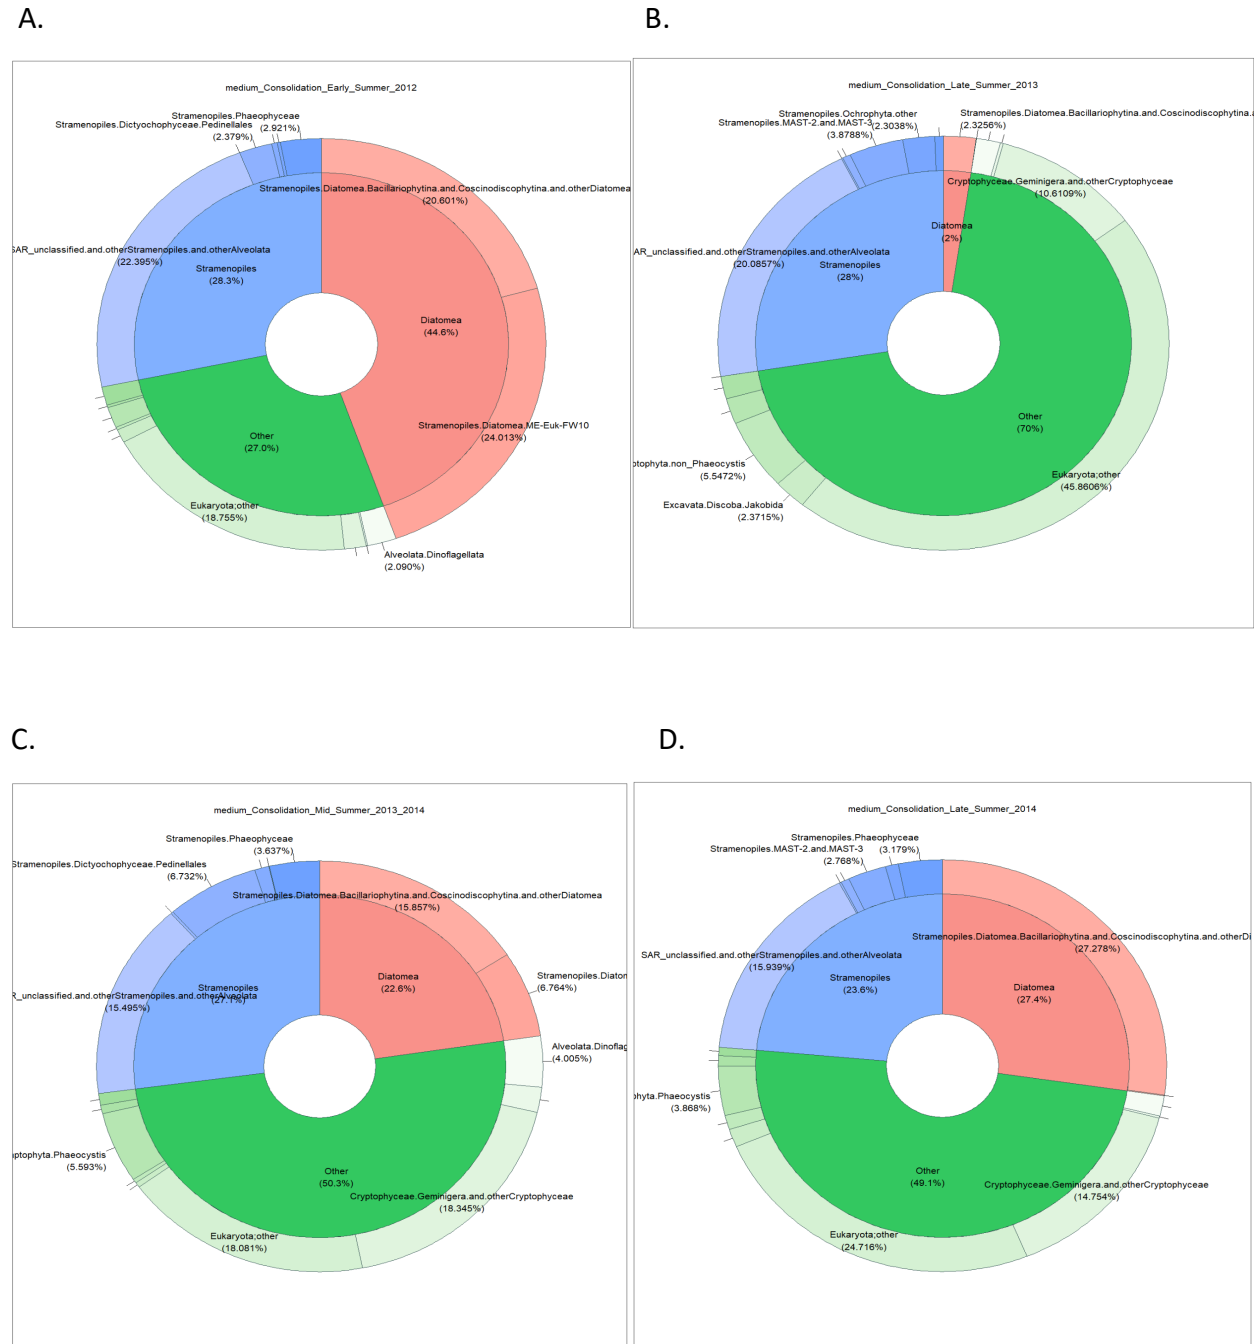 A.
medium_Consolidation_Early_Summer_2012
Stramenopiles.Phaeophyceae
(2.921%)
Stramenopiles.Dictyochophyceae.Pedinellales
(2.379%)
Stramenopiles.Diatomea.Bacillariophytina.and.Coscinodiscophytina.and.otherDiatomea
(20.601%)
SAR_unclassified.and.otherStramenopiles.and.otherAlveolata
(22.395%)
Stramenopiles
(28.3%)
Diatomea
(44.6%)
Stramenopiles.Diatomea.ME-Euk-FW10
(24.013%)
Other
(27.0%)
Eukaryota;other
(18.755%)
Alveolata.Dinoflagellata
(2.090%)
B.
medium_Consolidation_Late_Summer_2013
Stramenopiles.Ochrophyta.other
(2.3038%)
Stramenopiles.MAST-2.and.MAST-3
(3.8788%)
Stramenopiles.Diatomea.Bacillariophytina.and.Coscinodiscophytina.a
(2.3256%)
Cryptophyceae.Geminigera.and.otherCryptophyceae
(10.6109%)
Diatomea
(2%)
AR_unclassified.and.otherStramenopiles.and.otherAlveolata
(20.0857%)
Stramenopiles
(28%)
Other
(70%)
ptophyta.non_Phaeocystis
(5.5472%)
Eukaryota;other
(45.8606%)
Excavata.Discoba.Jakobida
(2.3715%)
C.
medium_Consolidation_Mid_Summer_2013_2014
Stramenopiles.Phaeophyceae
(3.637%)
Stramenopiles.Dictyochophyceae.Pedinellales
(6.732%)
Stramenopiles.Diatomea.Bacillariophytina.and.Coscinodiscophytina.and.otherDiatomea
(15.857%)
Diatomea
(22.6%)
Stramenopiles.Diaton
(6.764%)
R_unclassified.and.otherStramenopiles.and.otherAlveolata
(15.495%)
Stramenopiles
(27.1%)
Alveolata.Dinoflag
(4.005%)
ptophyta.Phaeocystis
(5.593%)
Other
(50.3%)
Cryptophyceae.Geminigera.and.otherCryptophyceae
(18.345%)
Eukaryota;other
(18.081%)
D.
medium_Consolidation_Late_Summer_2014
Stramenopiles.Phaeophyceae
(3.179%)
Stramenopiles.MAST-2.and.MAST-3
(2.768%)
Stramenopiles.Diatomea.Bacillariophytina.and.Coscinodiscophytina.and.otherDi
(27.278%)
SAR_unclassified.and.otherStramenopiles.and.otherAlveolata
(15.939%)
Stramenopiles
(23.6%)
Diatomea
(27.4%)
phyta.Phaeocystis
(3.868%)
Other
(49.1%)
Cryptophyceae.Geminigera.and.otherCryptophyceae
(14.754%)
Eukaryota;other
(24.716%)